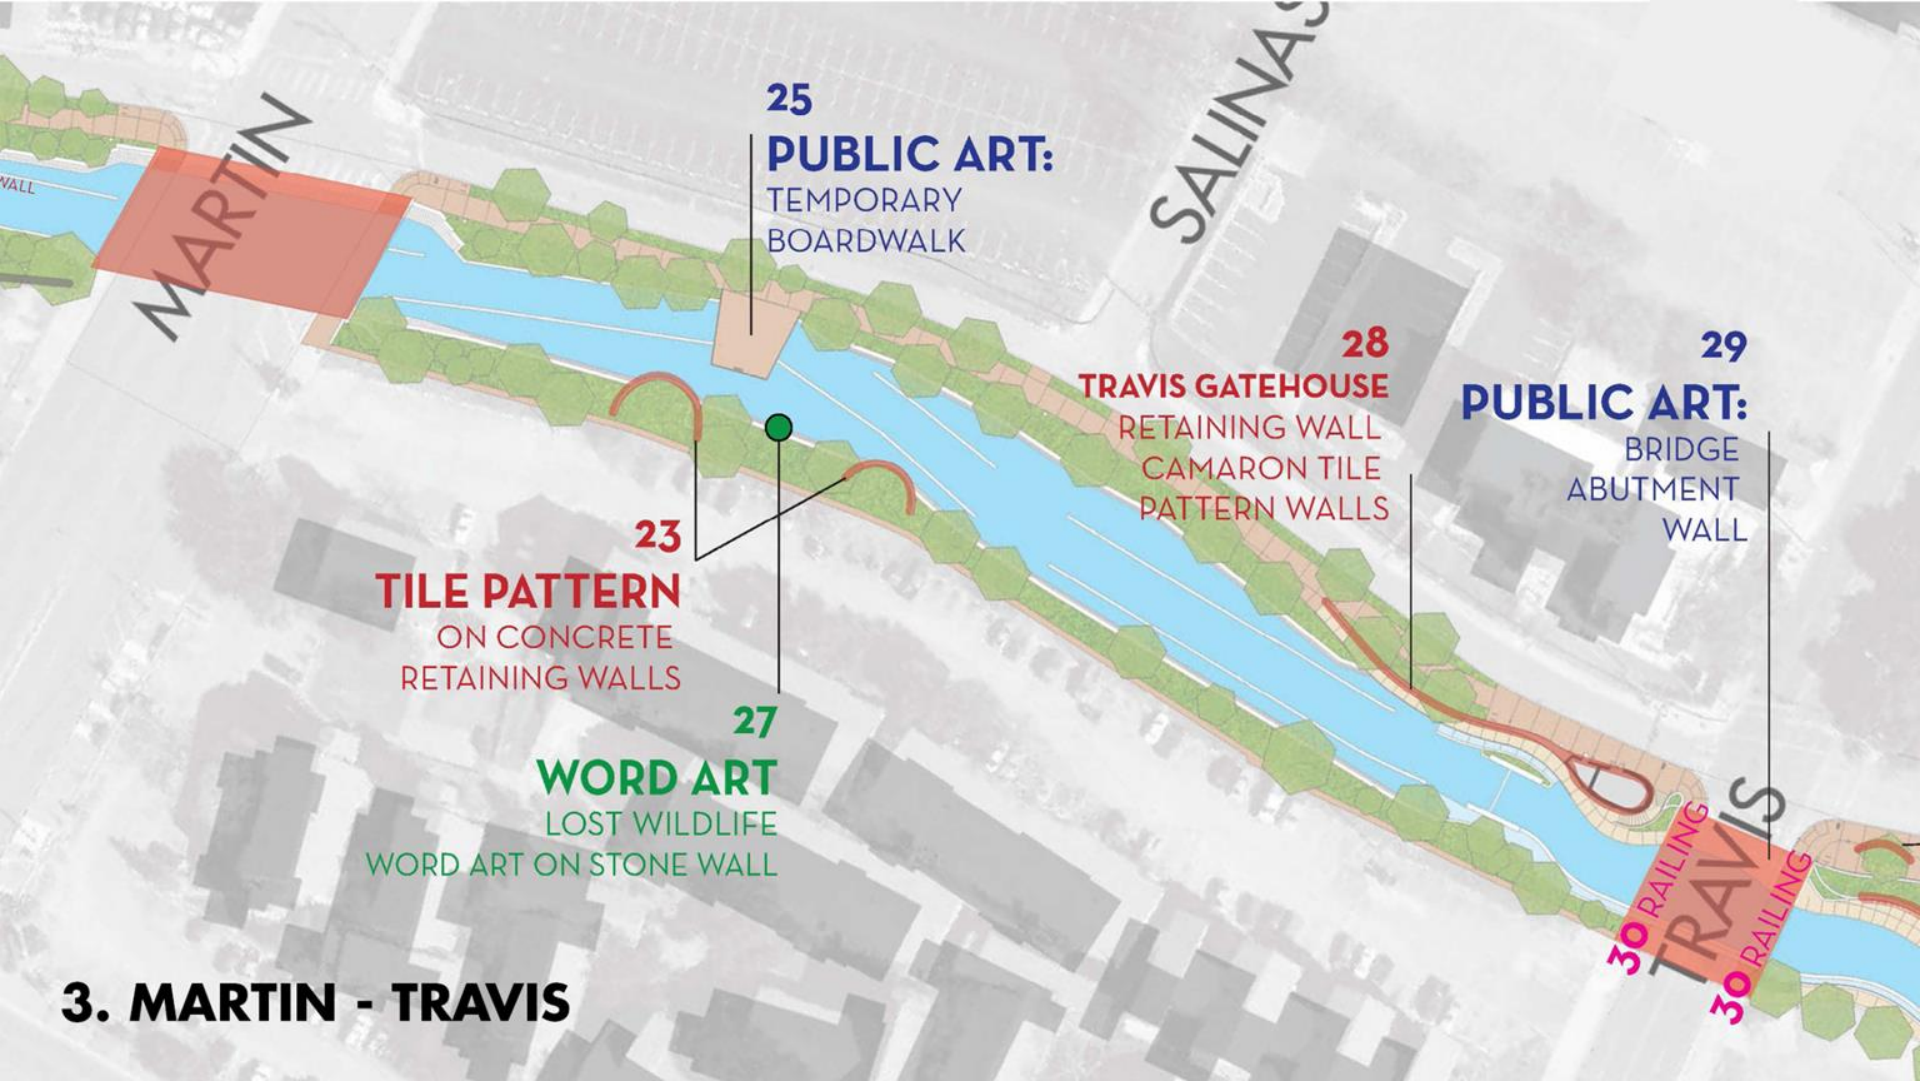 WALL
MARTIN
25
PUBLIC ART:
TEMPORARY
BOARDWALK
SALINAS
28
TRAVIS GATEHOUSE
RETAINING WALL
CAMARON TILE
PATTERN WALLS
29
PUBLIC ART:
BRIDGE
ABUTMENT
WALL
23
TILE PATTERN
ON CONCRETE
RETAINING WALLS
27
WORD ART
LOST WILDLIFE
WORD ART ON STONE WALL
30 RAILING
TRAVIS
30 RAILING
3. MARTIN - TRAVIS